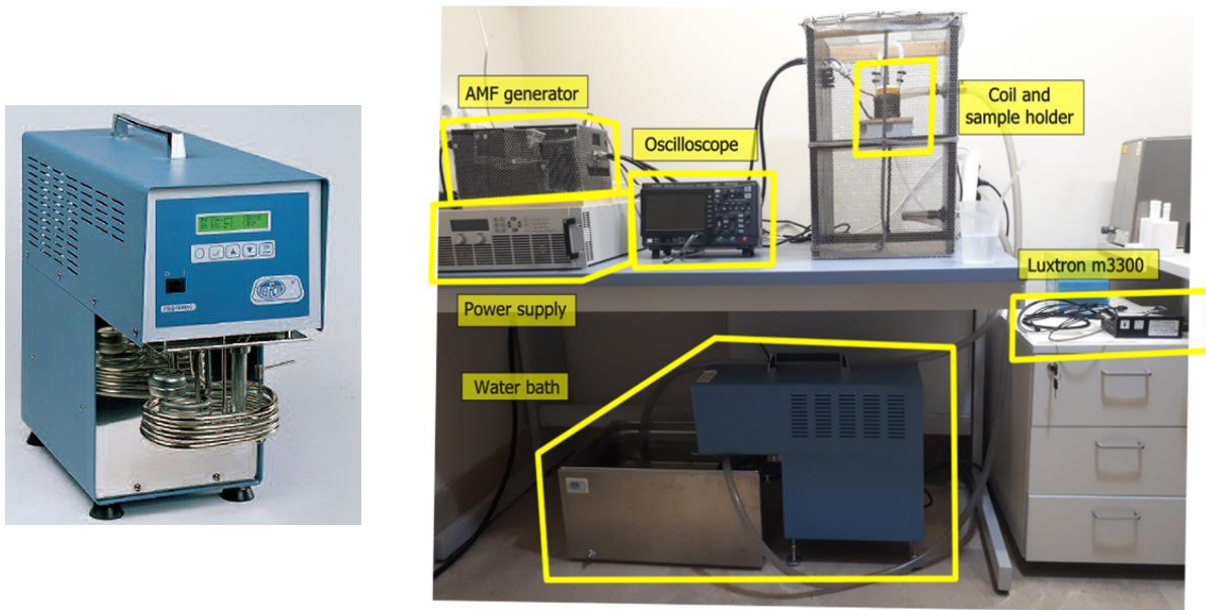 AMF generator
Oscilloscope
Coil and
sample holder
Luxtron m3300
Power supply
Water bath